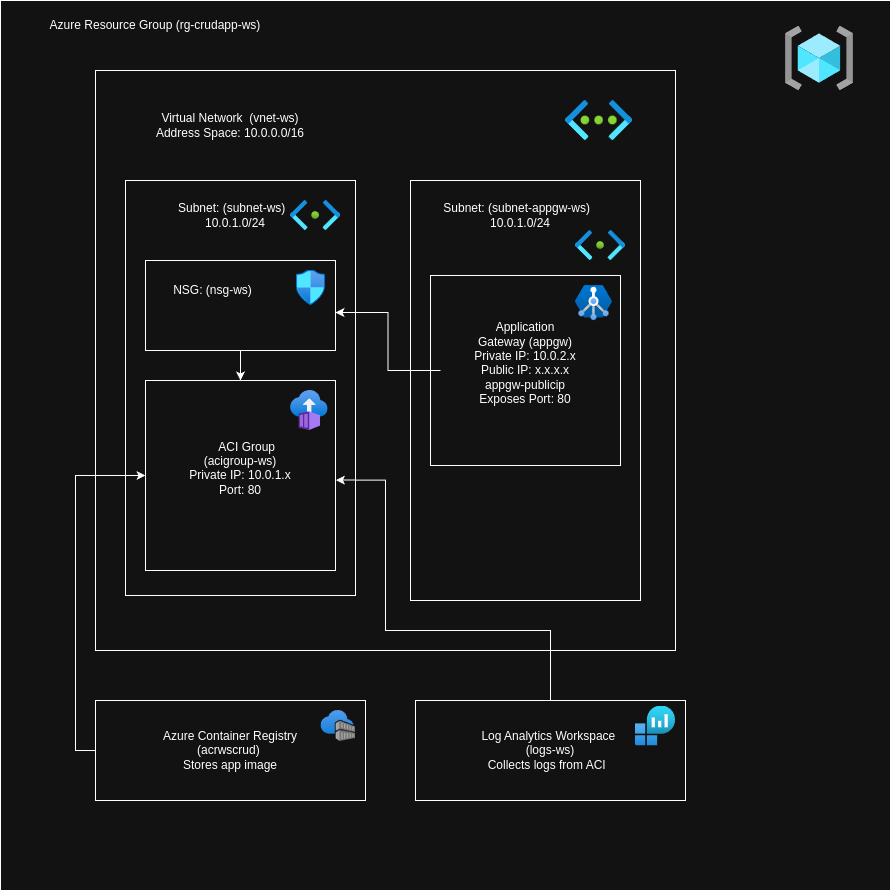 Azure Resource Group (rg-crudapp-ws)
Virtual Network  (vnet-ws)
Address Space: 10.0.0.0/16
Subnet: (subnet-ws)
10.0.1.0/24
NSG: (nsg-ws)
ACI Group
(acigroup-ws)
Private IP: 10.0.1.x
Port: 80
Subnet: (subnet-appgw-ws)
10.0.1.0/24
Application
Gateway (appgw)
Private IP: 10.0.2.x
Public IP: x.x.x.x
appgw-publicip
Exposes Port: 80
Azure Container Registry
(acrwscrud)
Stores app image
Log Analytics Workspace
(logs-ws)
Collects logs from ACI